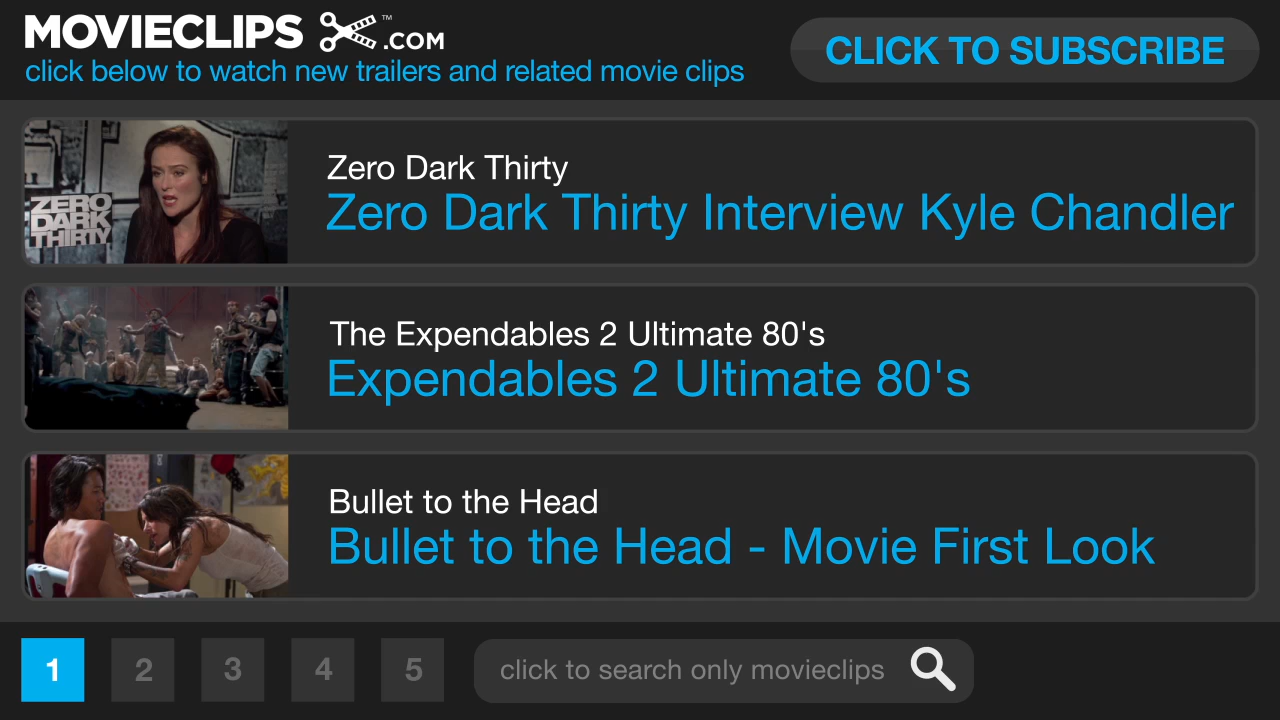 MOVIECLIPS ™ .COM
click below to watch new trailers and related movie clips
CLICK TO SUBSCRIBE
ZERO
DARK
THIRTY
Zero Dark Thirty
Zero Dark Thirty Interview Kyle Chandler
The Expendables 2 Ultimate 80's
Expendables 2 Ultimate 80's
Bullet to the Head
Bullet to the Head - Movie First Look
1 2 3 4 5
click to search only movieclips